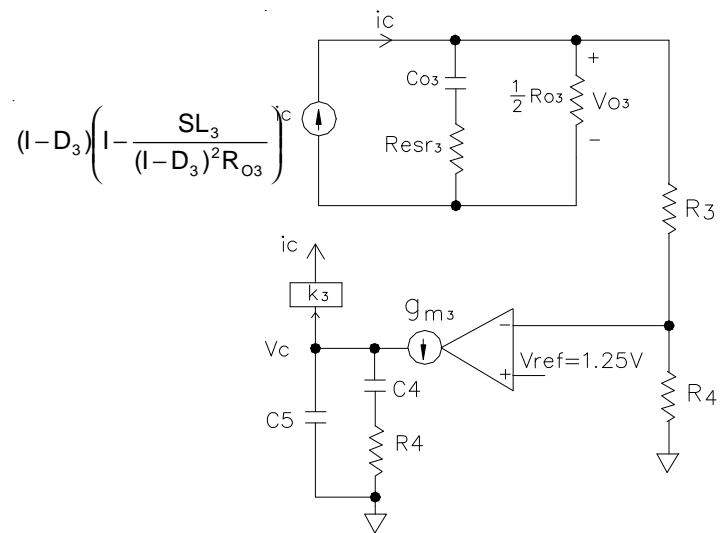 ic
(I–D₃)(I– SL₃ / (I–D₃)²R_O3) ic
Co₃
Resr₃
½ Ro₃
+
Vo₃
–
R₃
ic
k₃
gm₃
–
Vc
Vref=1.25V
+
C4
C5
R4
R₄